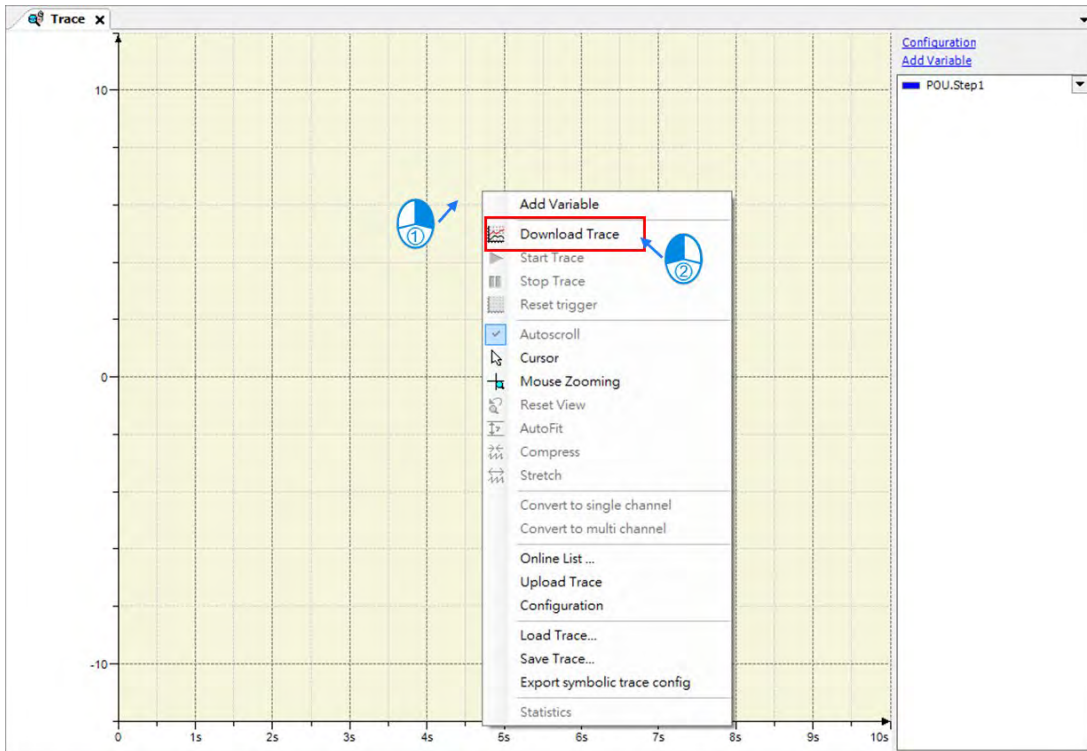 Trace
Configuration
Add Variable
POU.Step1
10
0
-10
0 1s 2s 3s 4s 5s 6s 7s 8s 9s 10s
①
②
Add Variable
Download Trace
Start Trace
Stop Trace
Reset trigger
Autoscroll
Cursor
Mouse Zooming
Reset View
AutoFit
Compress
Stretch
Convert to single channel
Convert to multi channel
Online List ...
Upload Trace
Configuration
Load Trace...
Save Trace...
Export symbolic trace config
Statistics